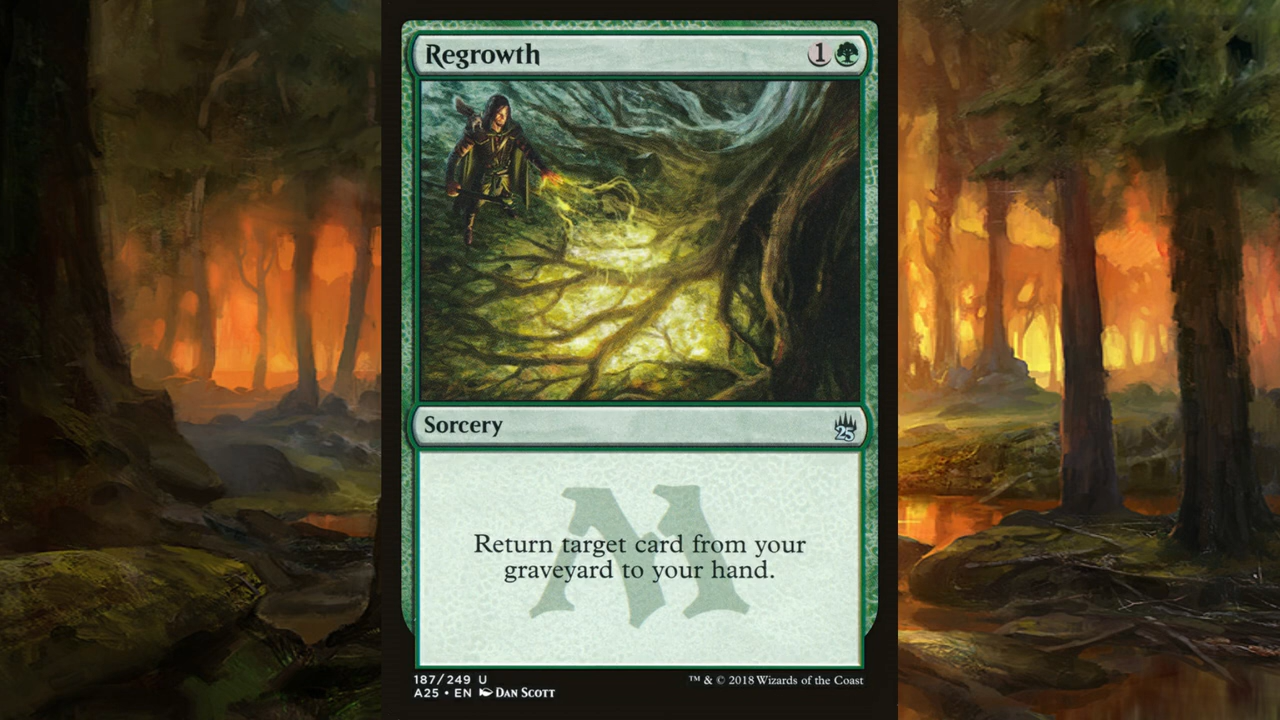 Regrowth 1
Sorcery
25
Return target card from your
graveyard to your hand.
187/249 U
A25 • EN Dan Scott
™ & © 2018 Wizards of the Coast